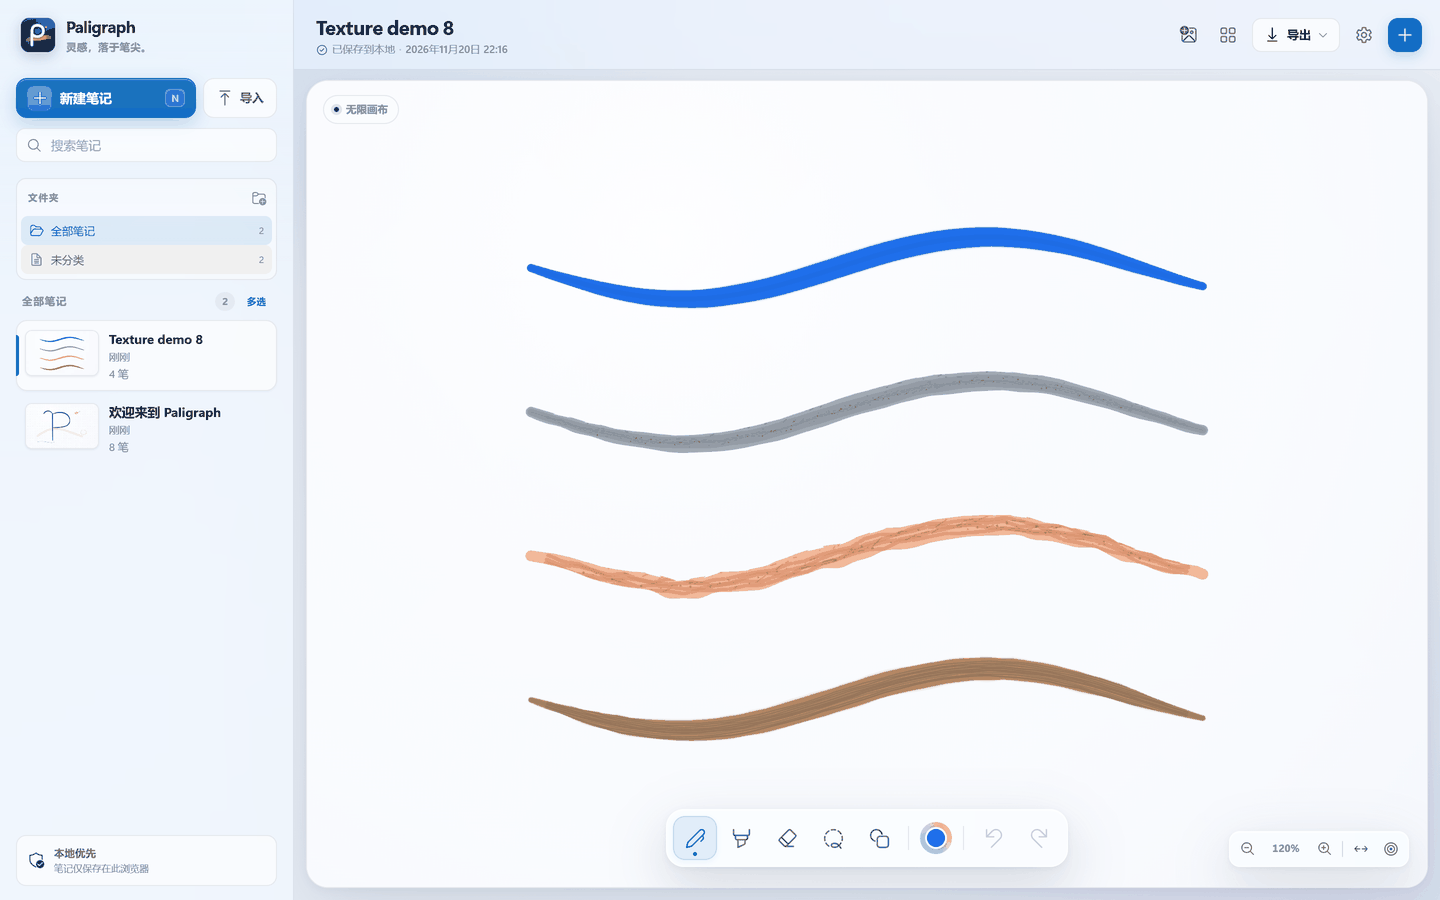 Paligraph
灵感，落于笔尖。
新建笔记 N
导入
搜索笔记
文件夹
全部笔记 2
未分类 2
全部笔记 2 多选
Texture demo 8
刚刚
4 笔
欢迎来到 Paligraph
刚刚
8 笔
本地优先
笔记仅保存在此浏览器
Texture demo 8
已保存到本地 · 2026年11月20日 22:16
导出
无限画布
120%